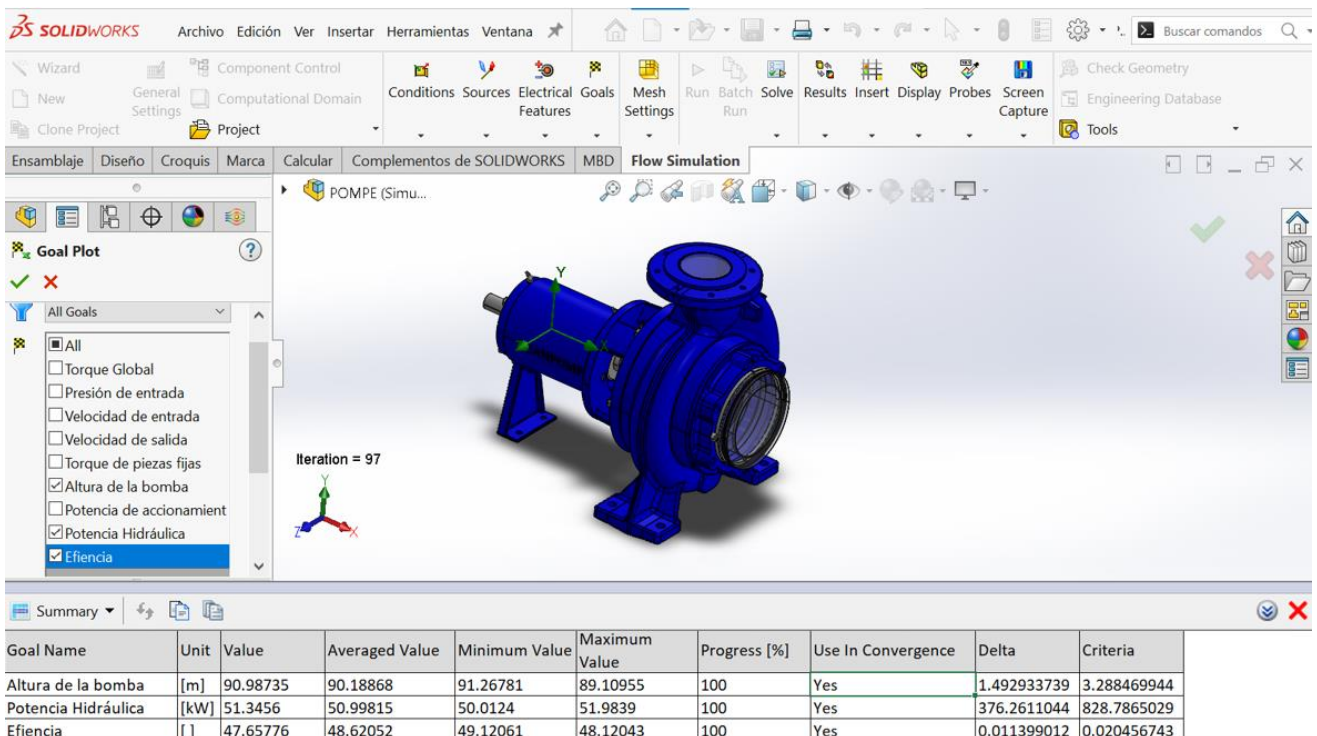 SOLIDWORKS Archivo Edición Ver Insertar Herramientas Ventana Buscar comandos
Wizard Component Control Check Geometry
New General Settings Computational Domain Conditions Sources Electrical Features Goals Mesh Settings Run Batch Run Solve Results Insert Display Probes Screen Capture Engineering Database
Clone Project Project Tools
Ensamblaje Diseño Croquis Marca Calcular Complementos de SOLIDWORKS MBD Flow Simulation
POMPE (Simu...
Goal Plot
All Goals
All
Torque Global
Presión de entrada
Velocidad de entrada
Velocidad de salida
Torque de piezas fijas
Altura de la bomba
Potencia de accionamient
Potencia Hidráulica
Efiencia
Y
X
Iteration = 97
Y
Z X
Summary
Goal Name Unit Value Averaged Value Minimum Value Maximum Value Progress [%] Use In Convergence Delta Criteria
Altura de la bomba [m] 90.98735 90.18868 91.26781 89.10955 100 Yes 1.492933739 3.288469944
Potencia Hidráulica [kW] 51.3456 50.99815 50.0124 51.9839 100 Yes 376.2611044 828.7865029
Efiencia [ ] 47.65776 48.62052 49.12061 48.12043 100 Yes 0.011399012 0.020456743